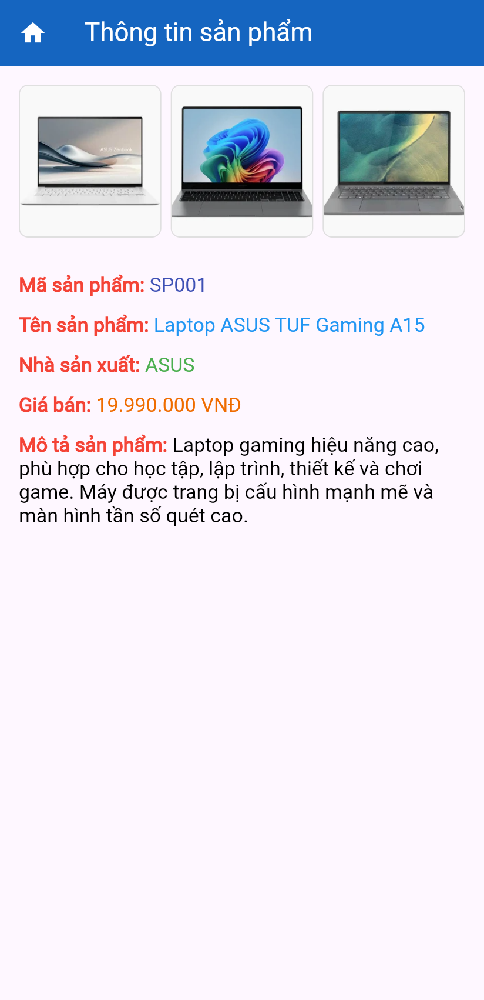 Thông tin sản phẩm
ASUS Zenbook
Mã sản phẩm: SP001
Tên sản phẩm: Laptop ASUS TUF Gaming A15
Nhà sản xuất: ASUS
Giá bán: 19.990.000 VNĐ
Mô tả sản phẩm: Laptop gaming hiệu năng cao,
phù hợp cho học tập, lập trình, thiết kế và chơi
game. Máy được trang bị cấu hình mạnh mẽ và
màn hình tần số quét cao.